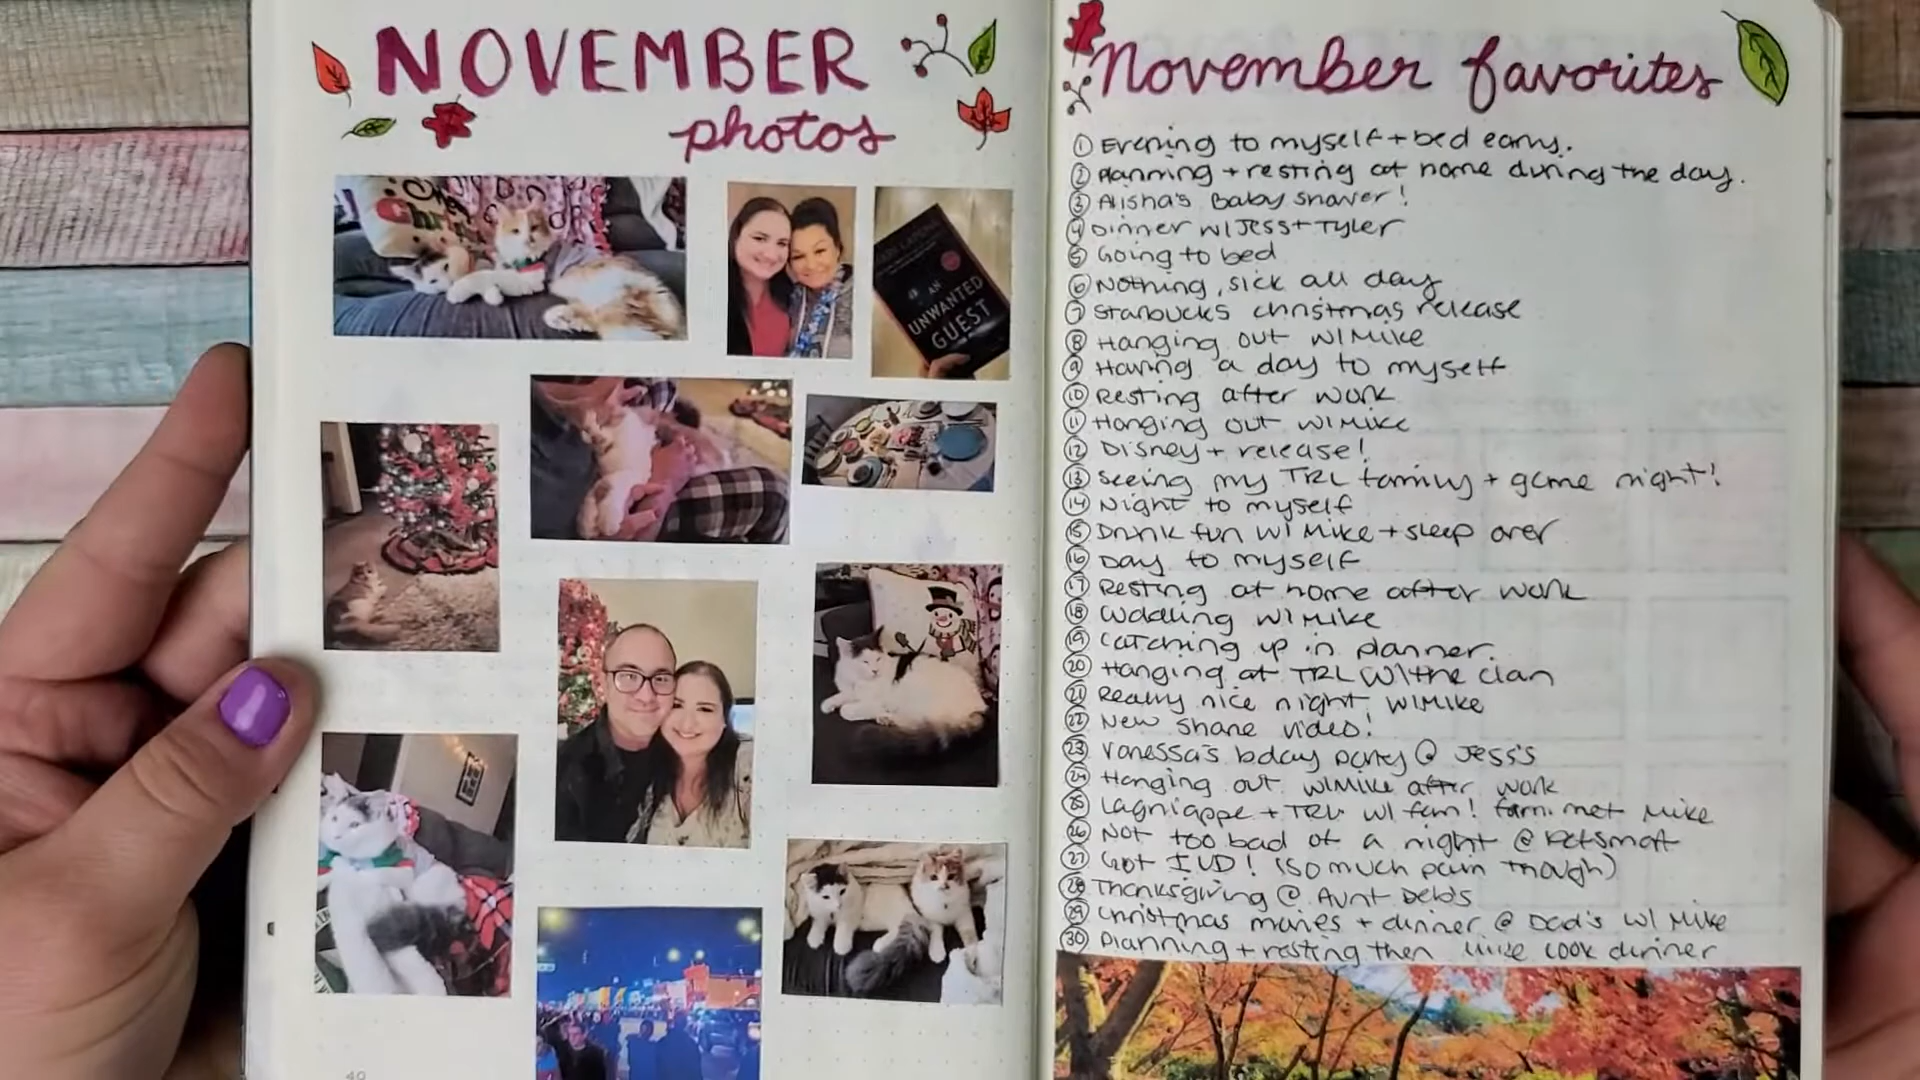 NOVEMBER
photos
AN
UNWANTED
GUEST
40
November favorites
① Evening to myself + bed early.
② Planning + resting at home during the day.
③ Alisha's Baby Shower!
④ Dinner w/ Jess + Tyler
⑤ Going to bed
⑥ Nothing, sick all day
⑦ Starbucks christmas release
⑧ Hanging out w/ Mike
⑨ Having a day to myself
⑩ Resting after work
⑪ Hanging out w/ Mike
⑫ Disney + release!
⑬ Seeing my TRL family + game night!
⑭ Night to myself
⑮ Drunk fun w/ Mike + sleep over
⑯ Day to myself
⑰ Resting at home after work
⑱ Cuddling w/ Mike
⑲ Catching up in planner.
⑳ Hanging at TRL w/ the clan
㉑ Really nice night w/ Mike
㉒ New Shane video!
㉓ Vanessa's bday party @ Jess's
㉔ Hanging out w/ Mike after work
㉕ Lagniappe + TRL w/ fam! fam met Mike
㉖ Not too bad of a night @ Petsmart
㉗ Got IUD! (so much pain though)
㉘ Thanksgiving @ Aunt Deb's
㉙ Christmas movies + dinner @ Dad's w/ Mike
㉚ Planning + resting then Mike cook dinner